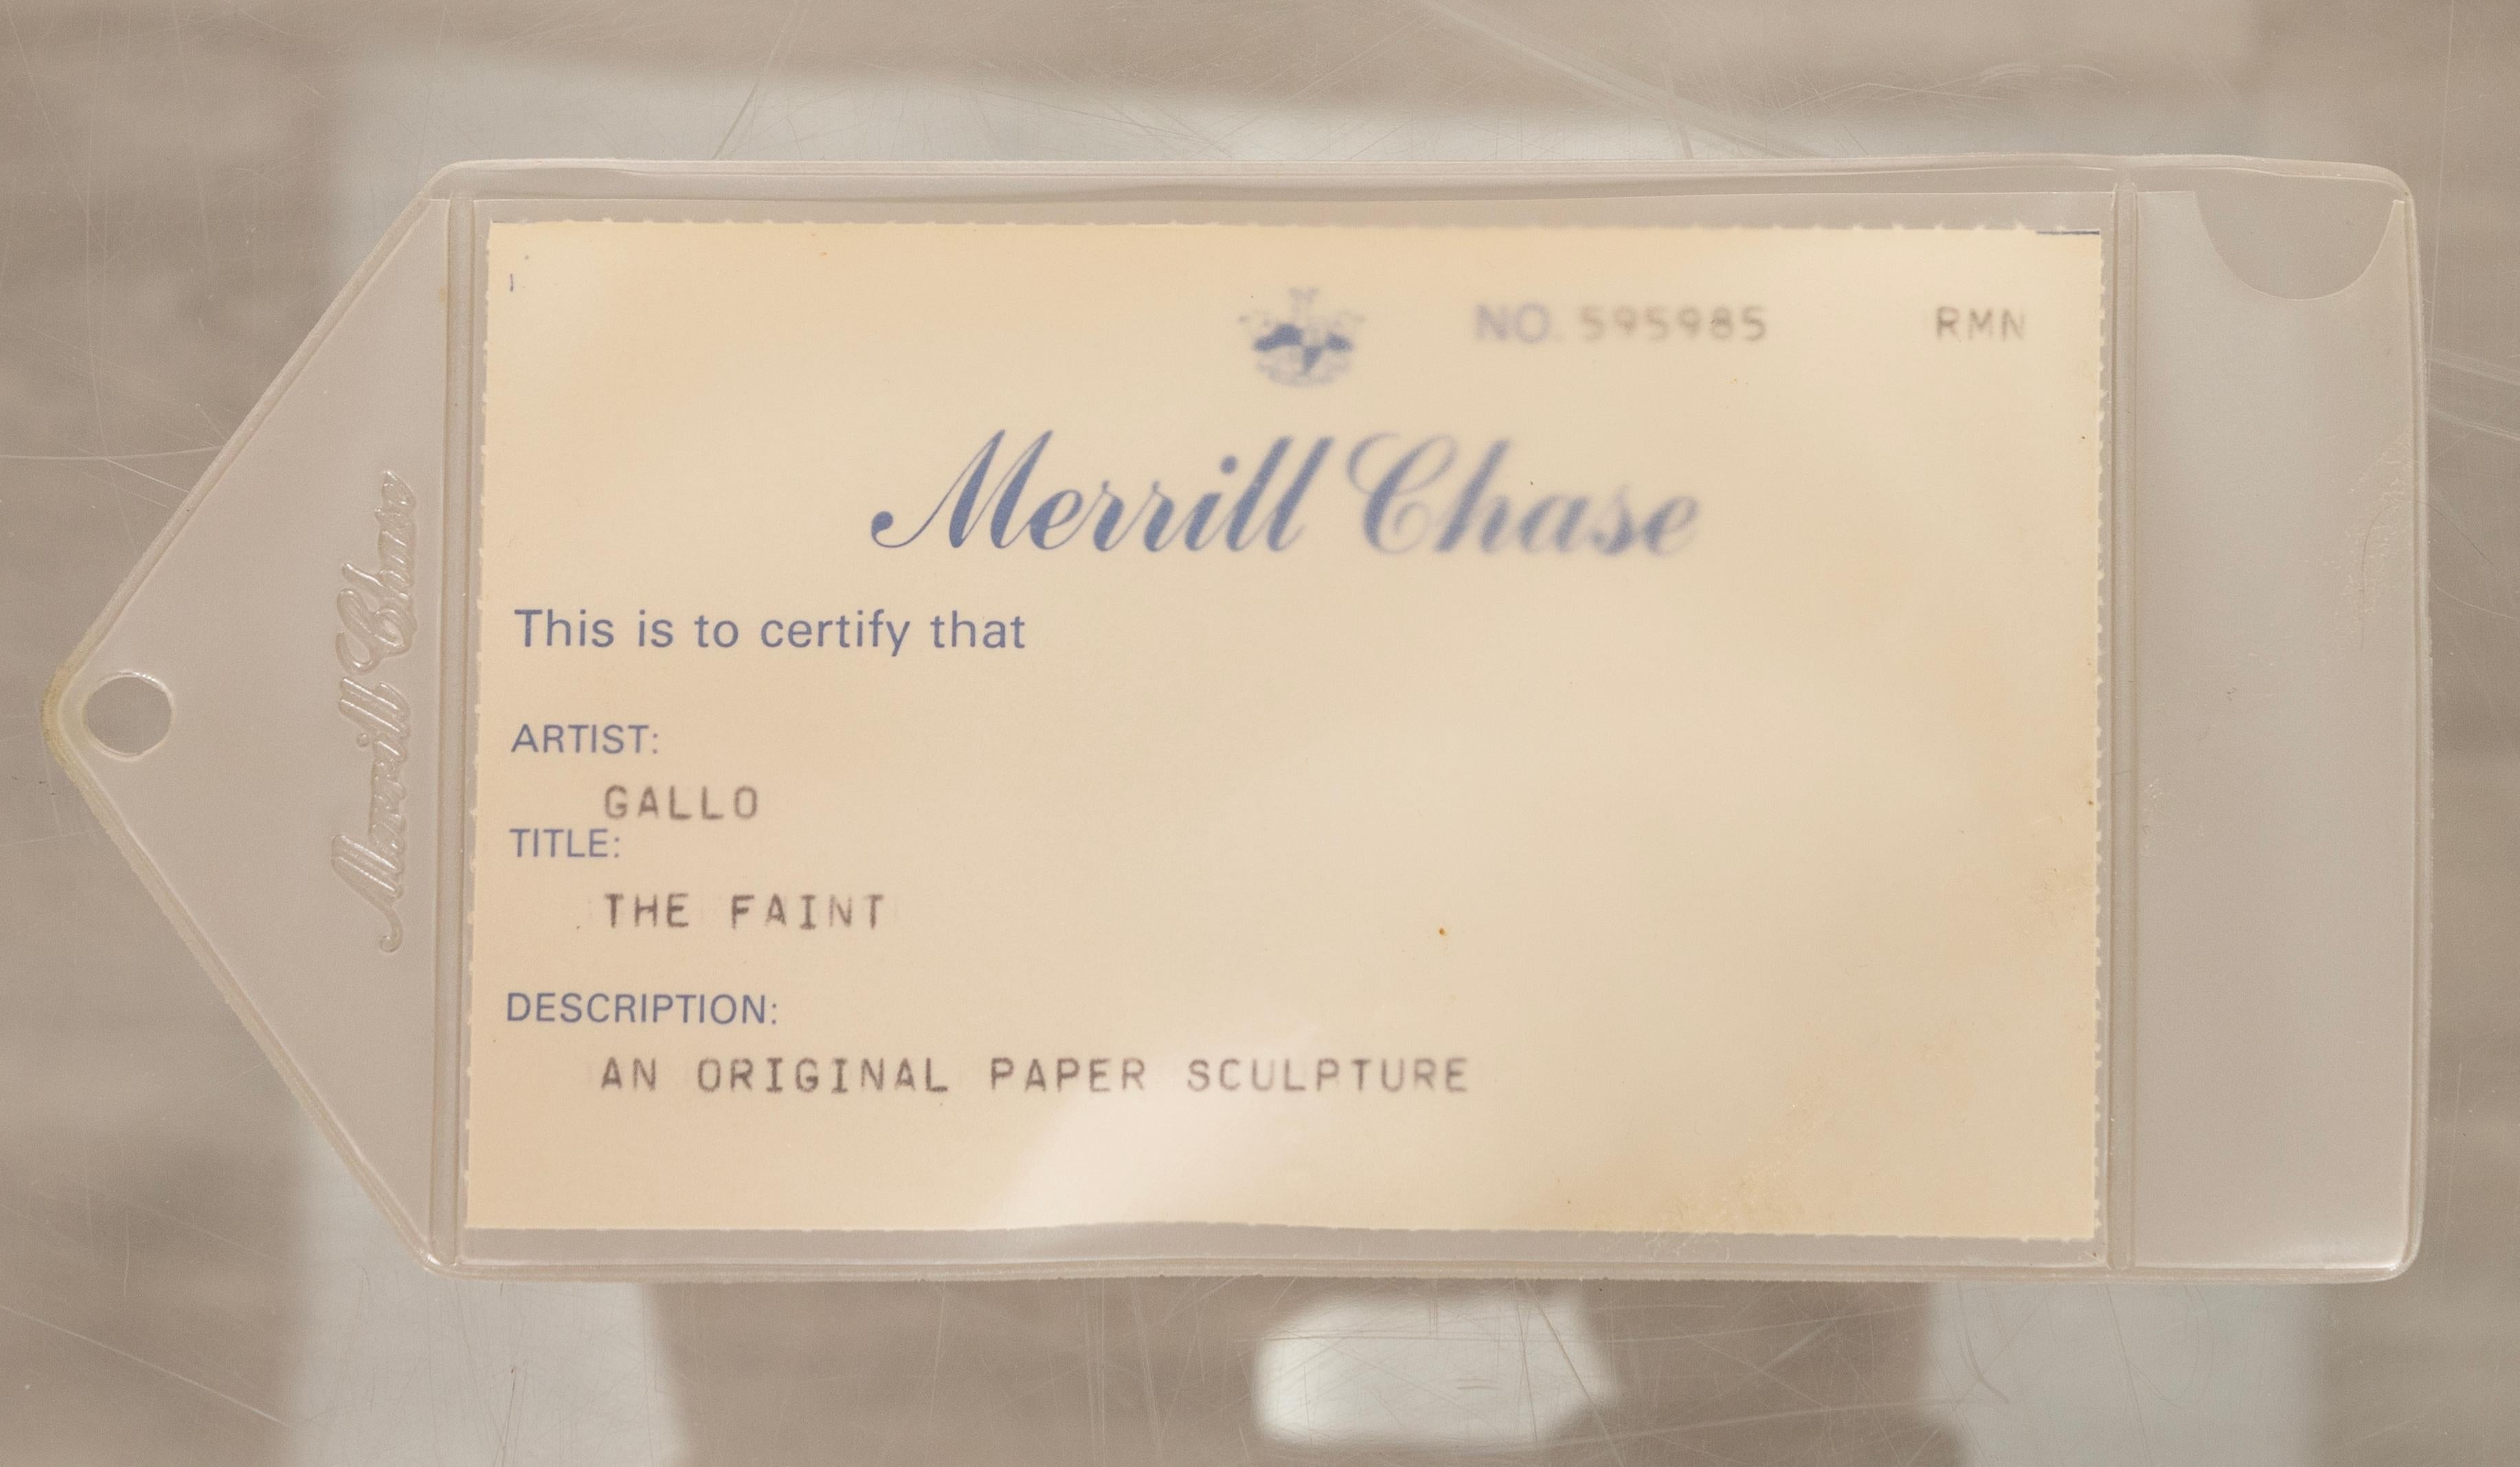 NO. 595985 RMN
Merrill Chase
This is to certify that
ARTIST:
GALLO
TITLE:
THE FAINT
DESCRIPTION:
AN ORIGINAL PAPER SCULPTURE
Merrill Chase